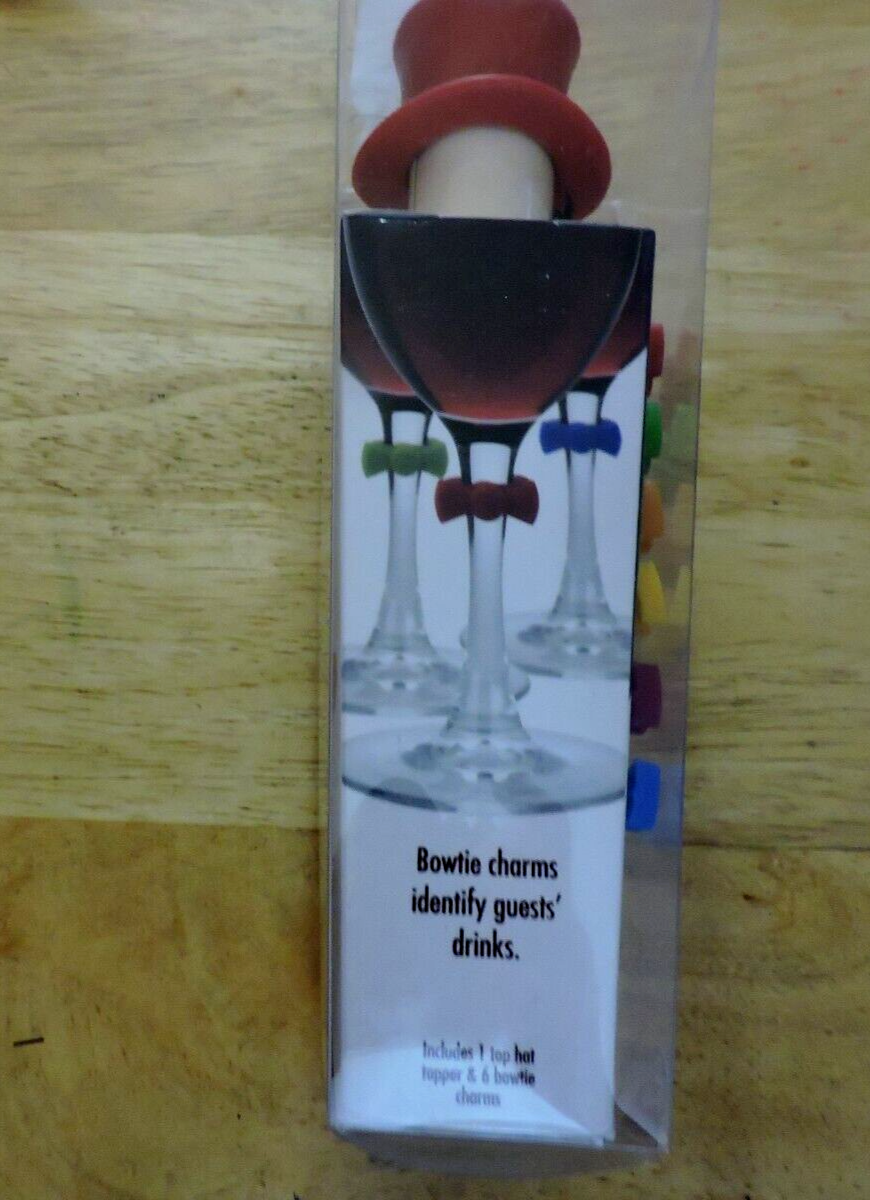 Bowtie charms
identify guests'
drinks.
Includes 1 top hat
topper & 6 bowtie
charms